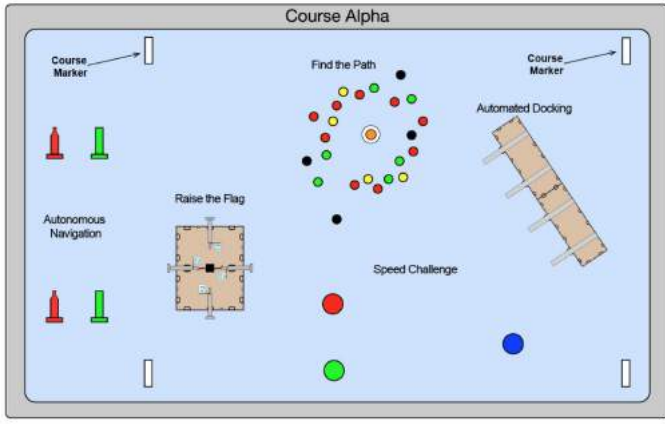 Course Alpha
Course
Marker
Course
Marker
Find the Path
Automated Docking
Raise the Flag
Autonomous
Navigation
Speed Challenge